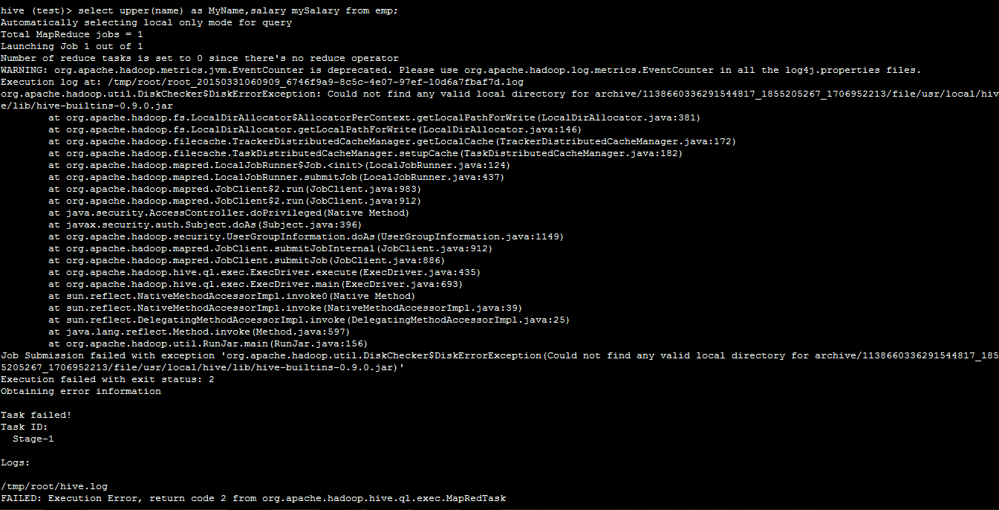 hive (test)> select upper(name) as MyName,salary mySalary from emp;
Automatically selecting local only mode for query
Total MapReduce jobs = 1
Launching Job 1 out of 1
Number of reduce tasks is set to 0 since there's no reduce operator
WARNING: org.apache.hadoop.metrics.jvm.EventCounter is deprecated. Please use org.apache.hadoop.log.metrics.EventCounter in all the log4j.properties files.
Execution log at: /tmp/root/root_20150331060909_6746f9a9-8c5c-4e07-97ef-10d6a7fbaf7d.log
org.apache.hadoop.util.DiskChecker$DiskErrorException: Could not find any valid local directory for archive/1138660336291544817_1855205267_1706952213/file/usr/local/hiv
e/lib/hive-builtins-0.9.0.jar
        at org.apache.hadoop.fs.LocalDirAllocator$AllocatorPerContext.getLocalPathForWrite(LocalDirAllocator.java:381)
        at org.apache.hadoop.fs.LocalDirAllocator.getLocalPathForWrite(LocalDirAllocator.java:146)
        at org.apache.hadoop.filecache.TrackerDistributedCacheManager.getLocalCache(TrackerDistributedCacheManager.java:172)
        at org.apache.hadoop.filecache.TaskDistributedCacheManager.setupCache(TaskDistributedCacheManager.java:182)
        at org.apache.hadoop.mapred.LocalJobRunner$Job.<init>(LocalJobRunner.java:124)
        at org.apache.hadoop.mapred.LocalJobRunner.submitJob(LocalJobRunner.java:437)
        at org.apache.hadoop.mapred.JobClient$2.run(JobClient.java:983)
        at org.apache.hadoop.mapred.JobClient$2.run(JobClient.java:912)
        at java.security.AccessController.doPrivileged(Native Method)
        at javax.security.auth.Subject.doAs(Subject.java:396)
        at org.apache.hadoop.security.UserGroupInformation.doAs(UserGroupInformation.java:1149)
        at org.apache.hadoop.mapred.JobClient.submitJobInternal(JobClient.java:912)
        at org.apache.hadoop.mapred.JobClient.submitJob(JobClient.java:886)
        at org.apache.hadoop.hive.ql.exec.ExecDriver.execute(ExecDriver.java:435)
        at org.apache.hadoop.hive.ql.exec.ExecDriver.main(ExecDriver.java:693)
        at sun.reflect.NativeMethodAccessorImpl.invoke0(Native Method)
        at sun.reflect.NativeMethodAccessorImpl.invoke(NativeMethodAccessorImpl.java:39)
        at sun.reflect.DelegatingMethodAccessorImpl.invoke(DelegatingMethodAccessorImpl.java:25)
        at java.lang.reflect.Method.invoke(Method.java:597)
        at org.apache.hadoop.util.RunJar.main(RunJar.java:156)
Job Submission failed with exception 'org.apache.hadoop.util.DiskChecker$DiskErrorException(Could not find any valid local directory for archive/1138660336291544817_185
5205267_1706952213/file/usr/local/hive/lib/hive-builtins-0.9.0.jar)'
Execution failed with exit status: 2
Obtaining error information

Task failed!
Task ID:
  Stage-1

Logs:

/tmp/root/hive.log
FAILED: Execution Error, return code 2 from org.apache.hadoop.hive.ql.exec.MapRedTask